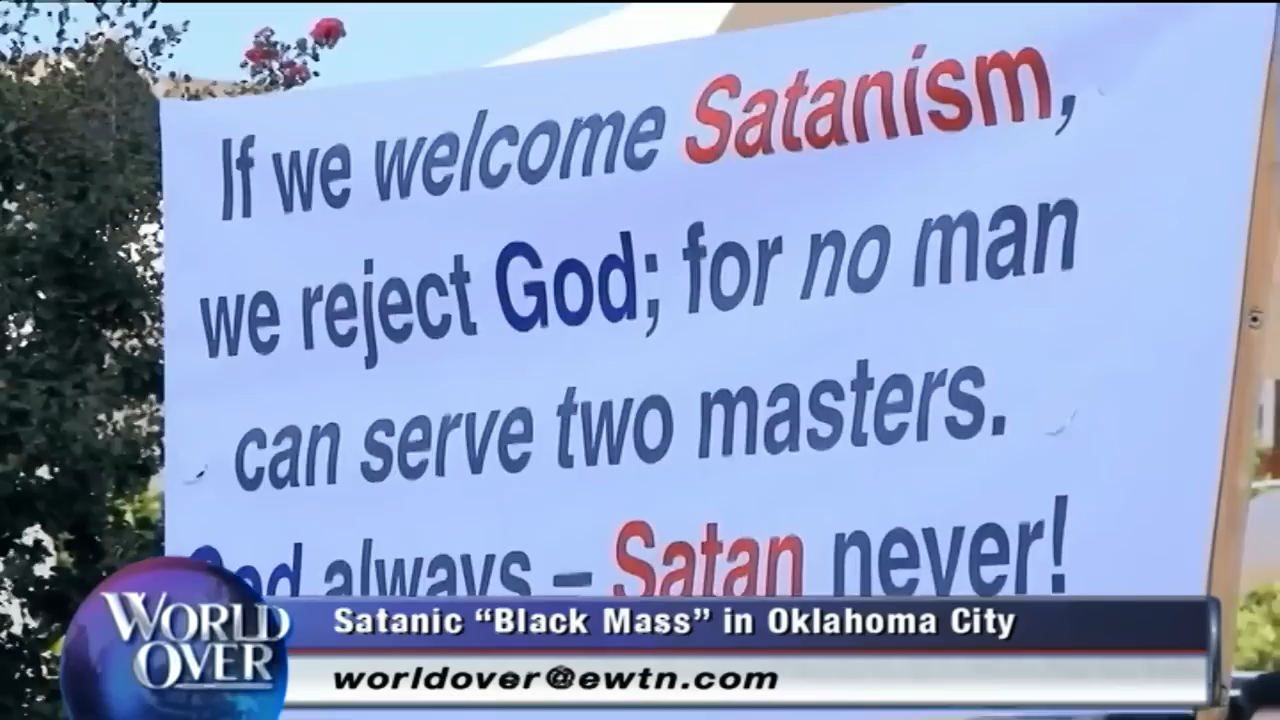 If we welcome Satanism,
we reject God; for no man
can serve two masters.
God always – Satan never!
WORLD
OVER
Satanic “Black Mass” in Oklahoma City
worldover@ewtn.com